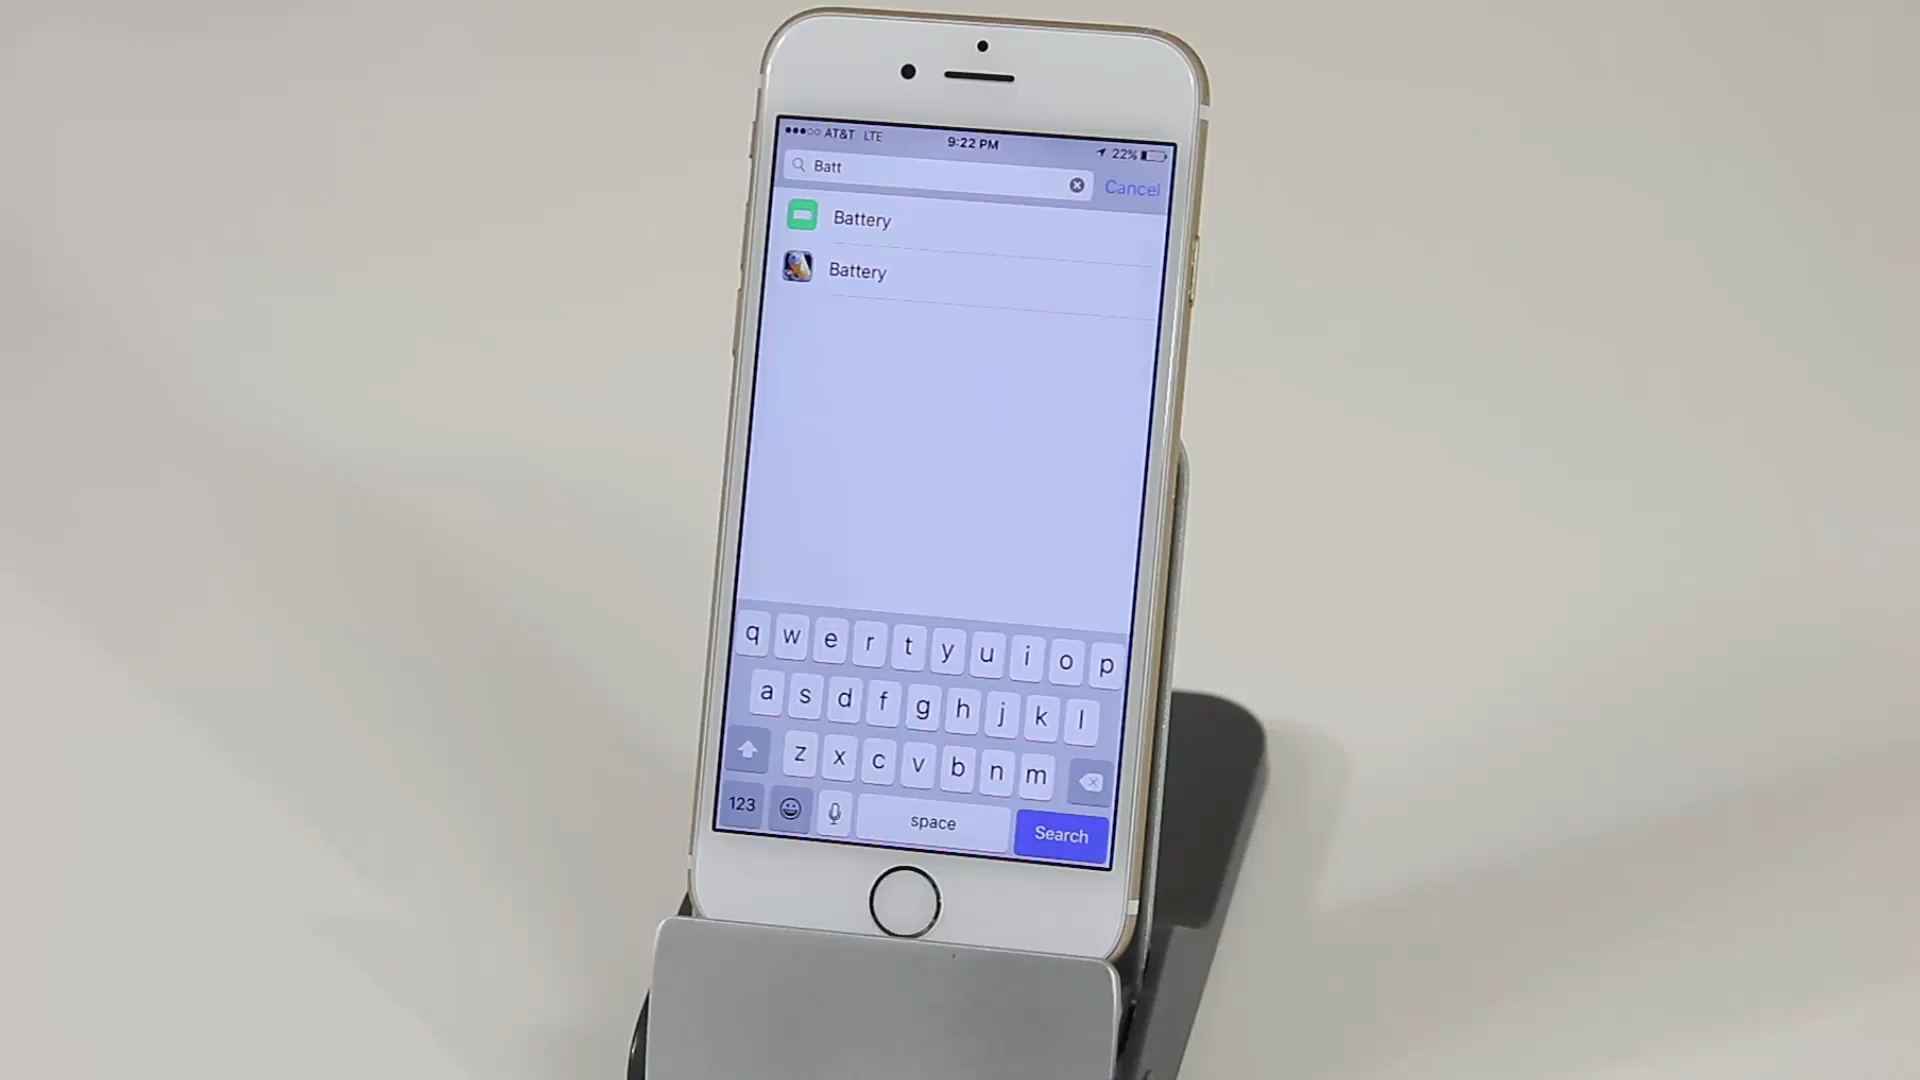 AT&T LTE 9:22 PM 22%
Batt Cancel
Battery
Battery
q w e r t y u i o p
a s d f g h j k l
z x c v b n m
123 space Search